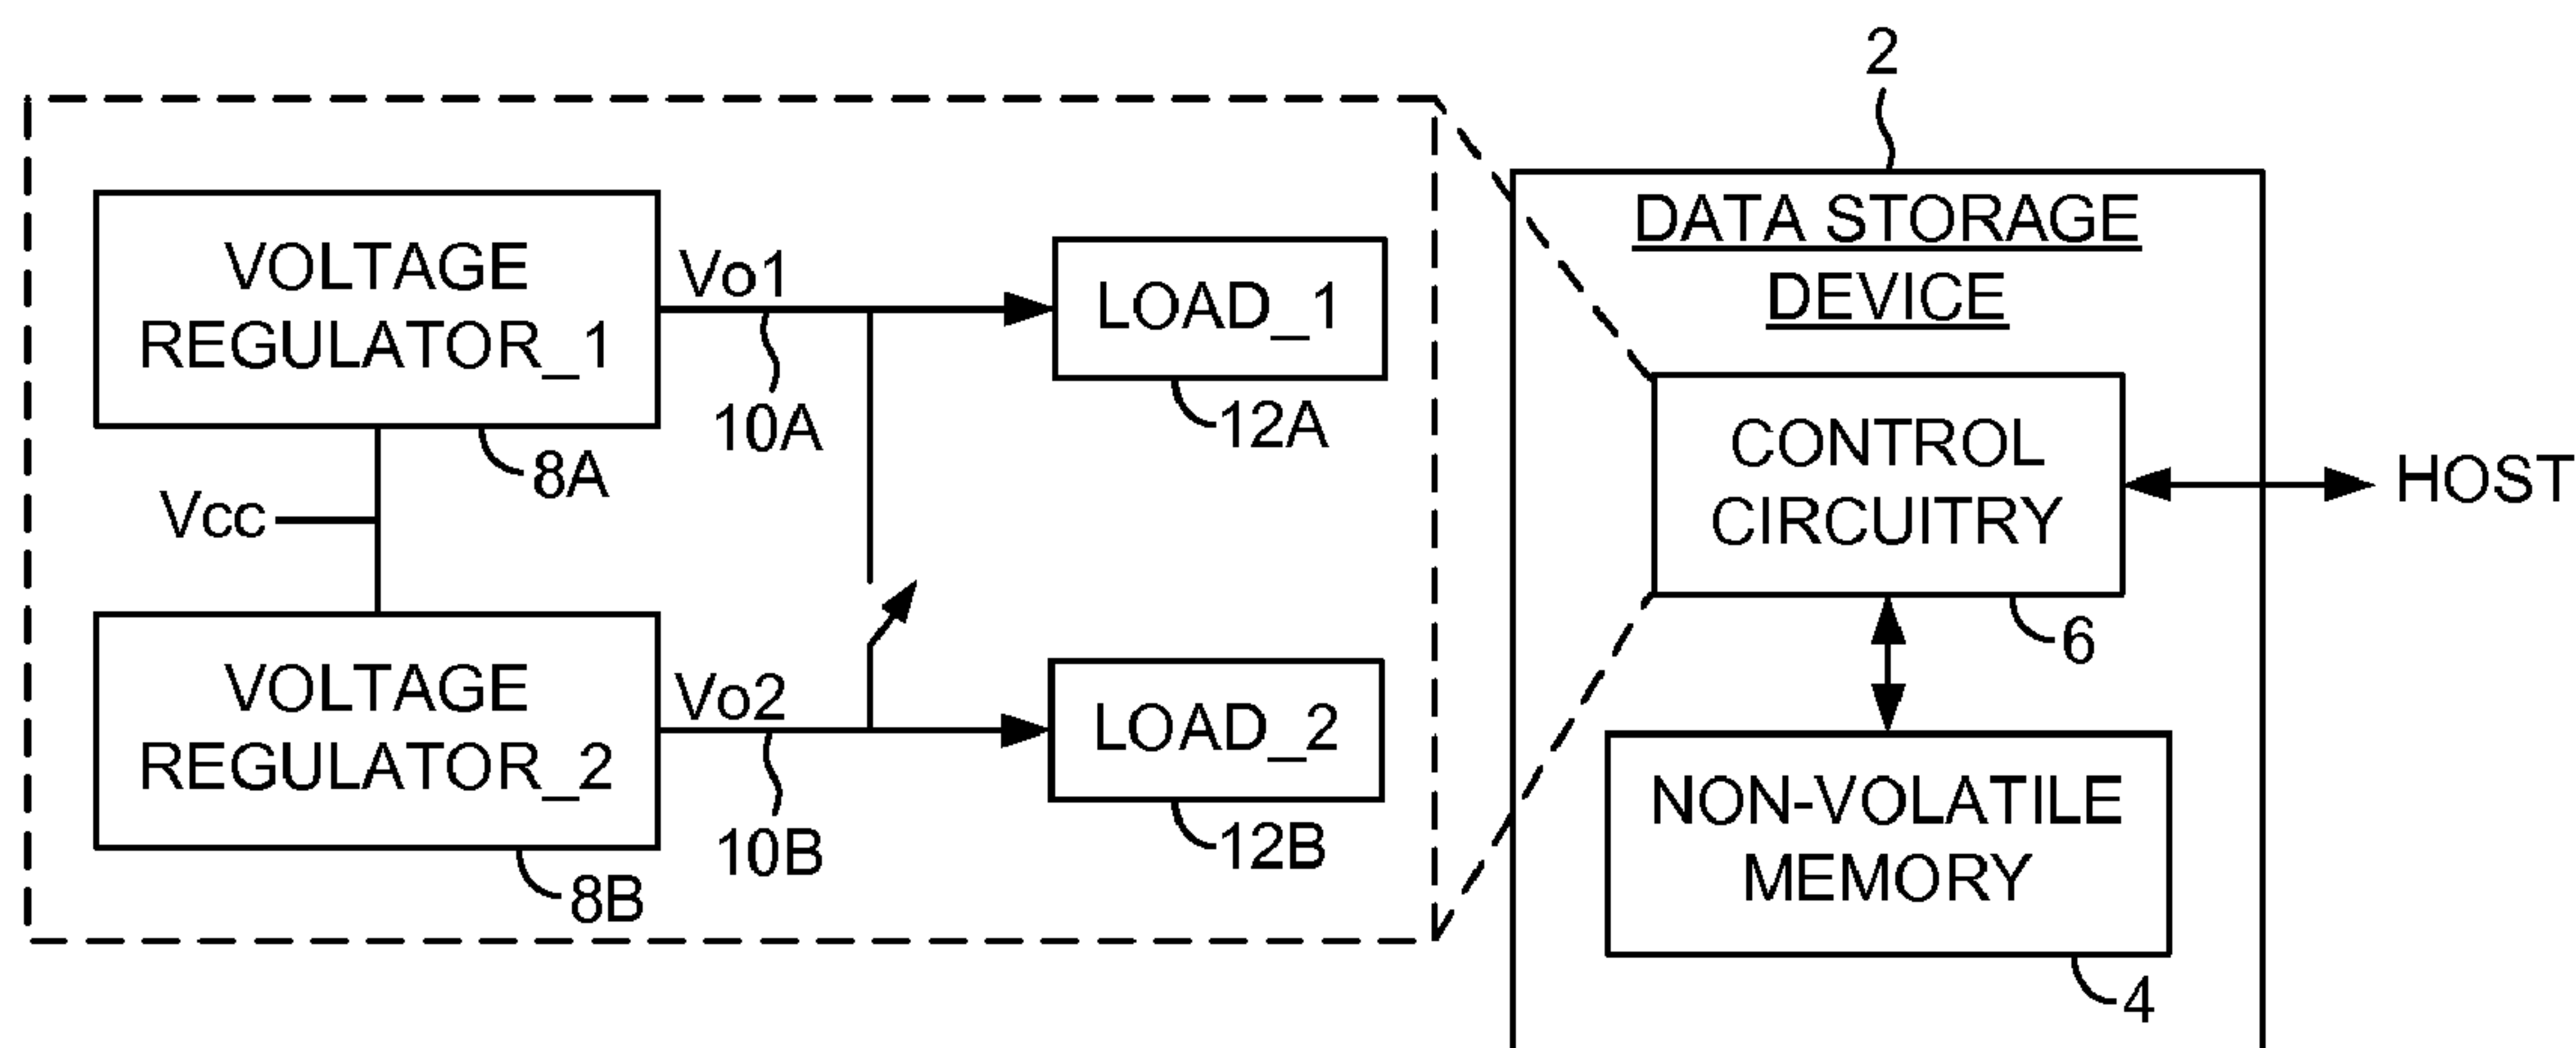 2
DATA STORAGE
DEVICE
VOLTAGE
REGULATOR_1
Vo1
LOAD_1
10A
12A
8A
Vcc
CONTROL
CIRCUITRY
HOST
6
VOLTAGE
REGULATOR_2
Vo2
LOAD_2
10B
12B
8B
NON-VOLATILE
MEMORY
4